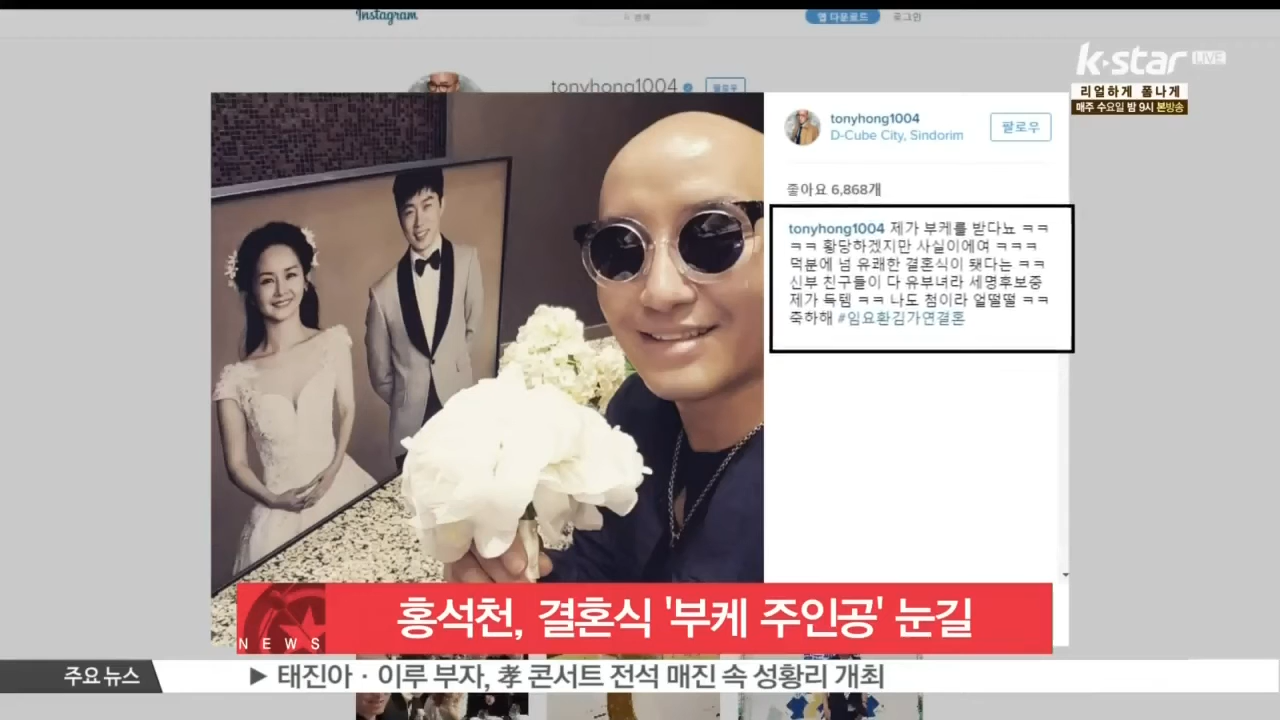 Instagram
검색
앱 다운로드 로그인
k·star LIVE
리얼하게 폼나게
매주 수요일 밤 9시 본방송
tonyhong1004 팔로우
tonyhong1004
D-Cube City, Sindorim
팔로우
좋아요 6,868개
tonyhong1004 제가 부케를 받다뇨 ㅋㅋ
ㅋㅋ 황당하겠지만 사실이에여 ㅋㅋㅋ
덕분에 넘 유쾌한 결혼식이 됐다는 ㅋㅋ
신부 친구들이 다 유부녀라 세명후보중
제가 득템 ㅋㅋ 나도 첨이라 얼떨떨 ㅋㅋ
죽하해 #임요환김가연결혼
홍석천, 결혼식 '부케 주인공' 눈길
NEWS
주요 뉴스
▶ 태진아 · 이루 부자, 孝 콘서트 전석 매진 속 성황리 개최